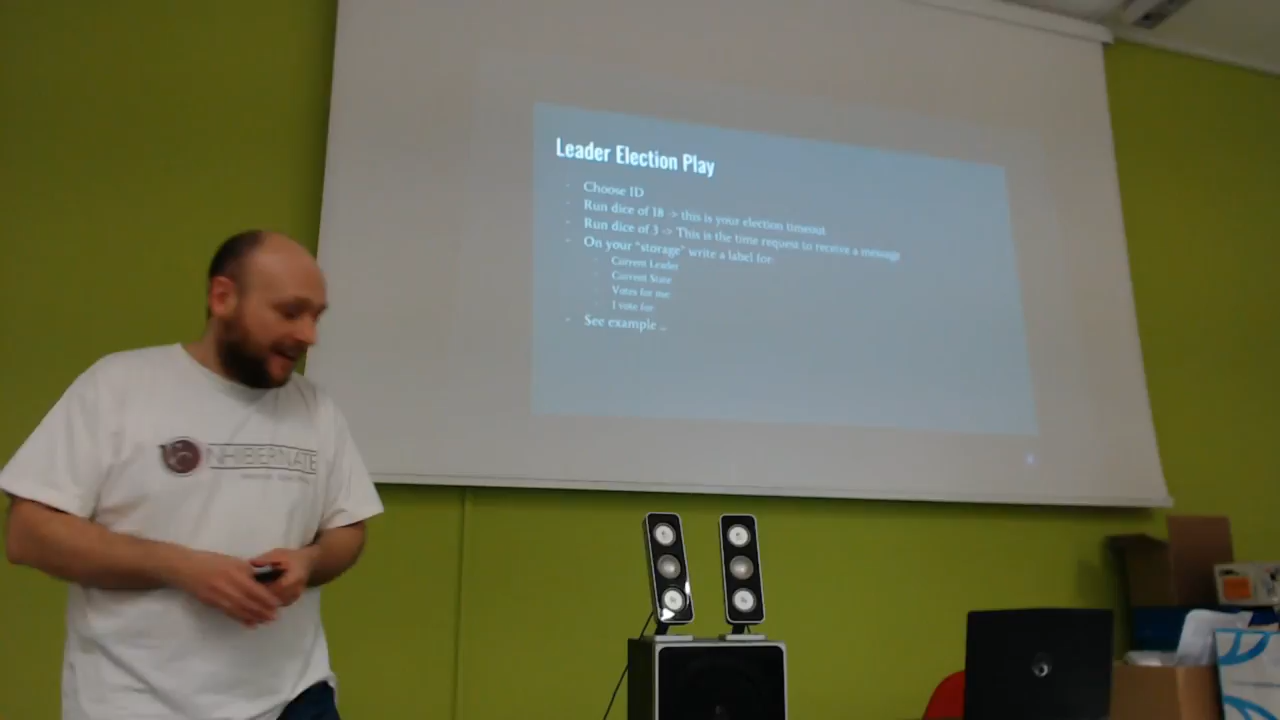 Leader Election Play
- Choose ID
- Run dice of 18 -> this is your election timeout
- Run dice of 3 -> This is the time request to receive a message
- On your "storage" write a label for:
- Current Leader
- Current State
- Votes for me
- I vote for
- See example ...
NHIBERNATE